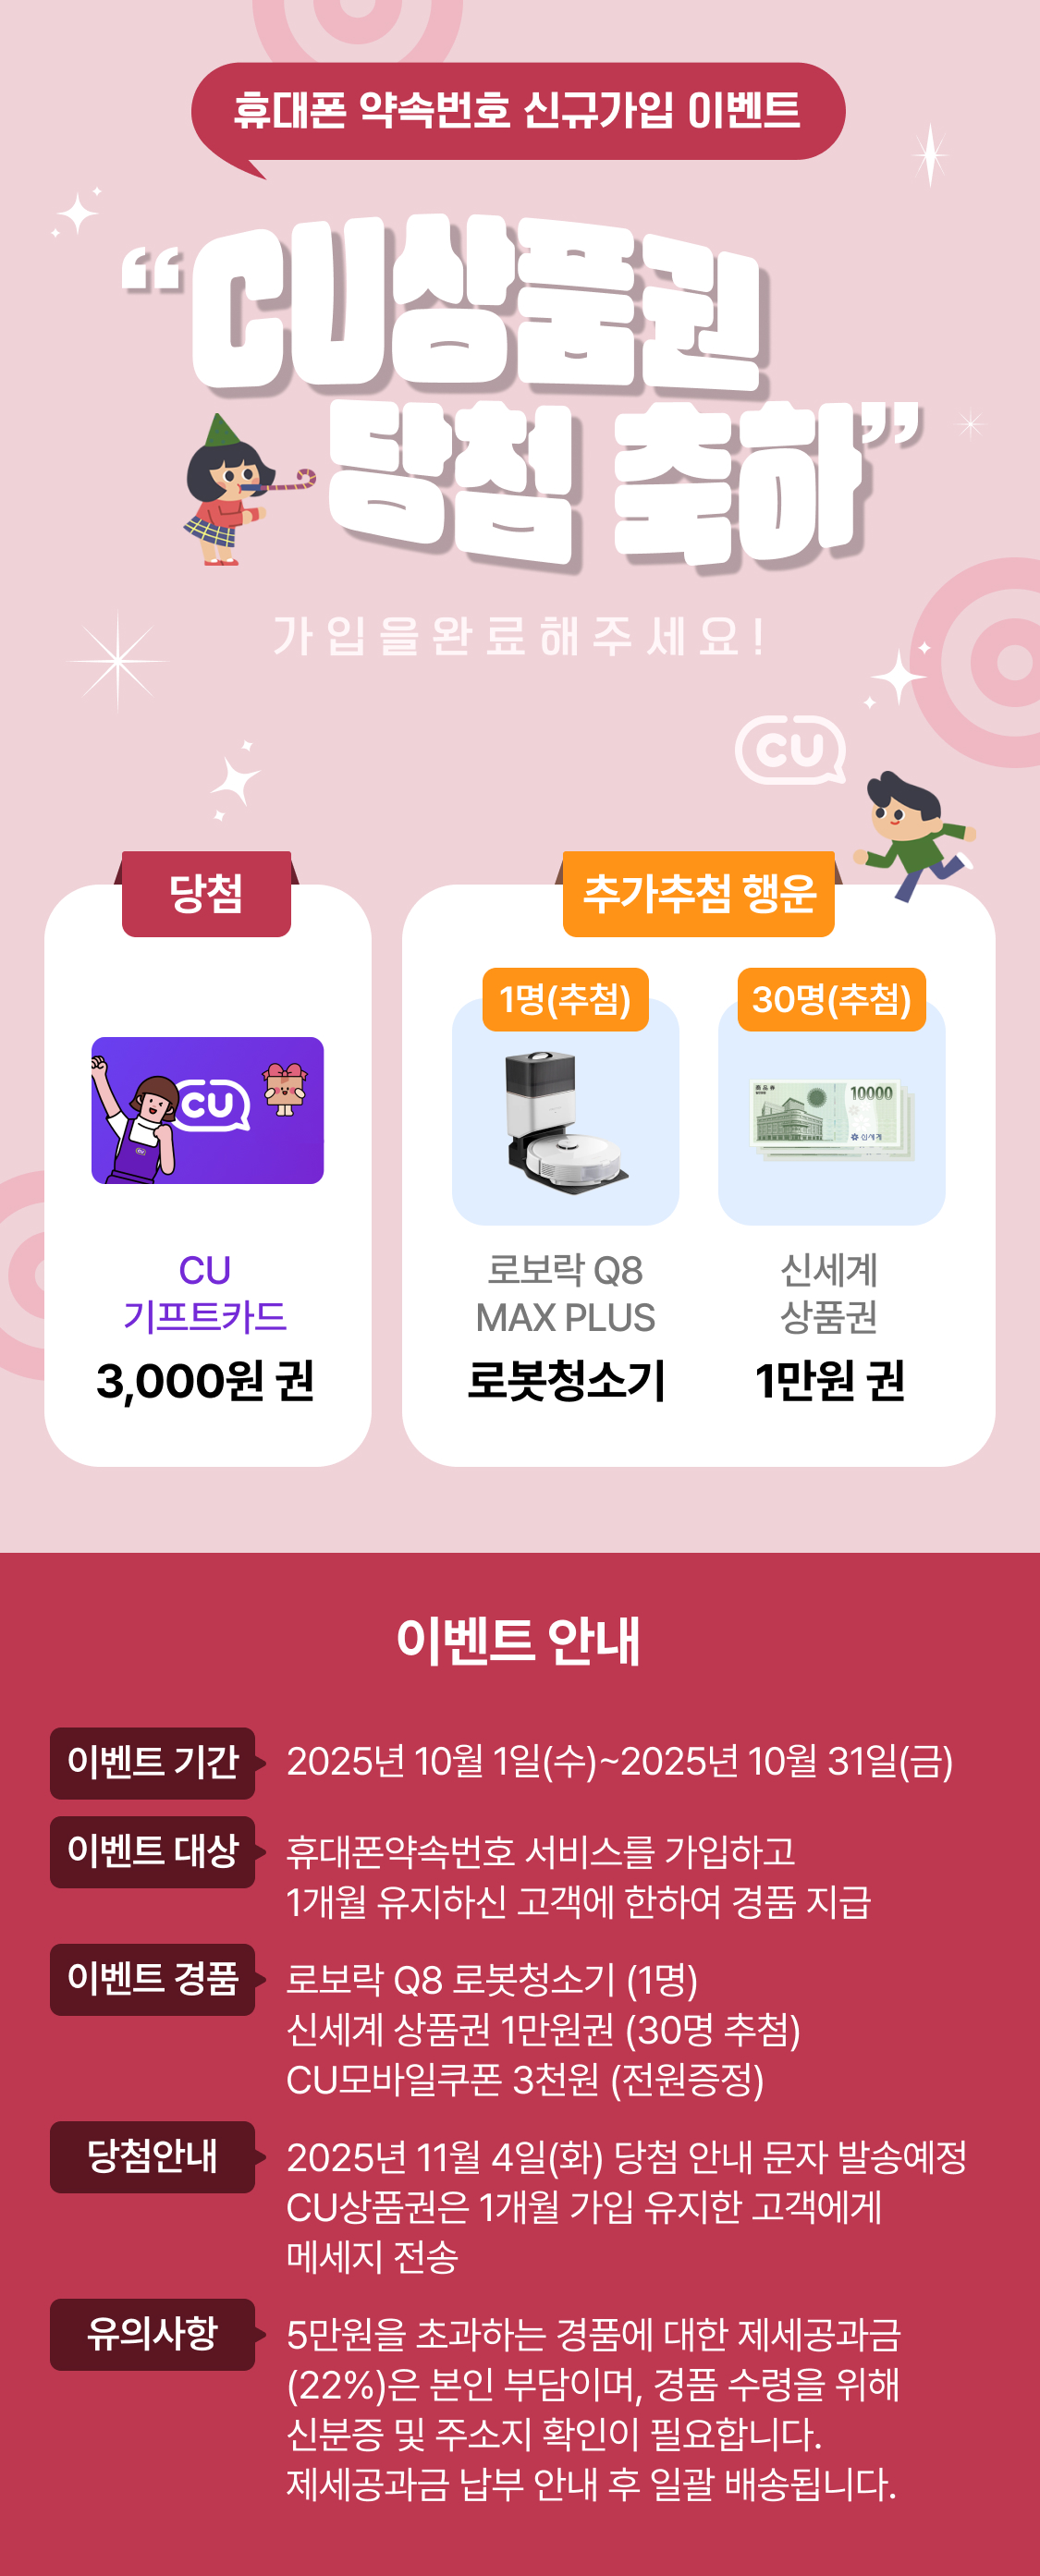 휴대폰 약속번호 신규가입 이벤트
“CU상품권
당첨 축하”
가입을완료해주세요!
CU
당첨
추가추첨 행운
1명(추첨)
30명(추첨)
CU
商品券
10000
신세계
CU
기프트카드
3,000원 권
로보락 Q8
MAX PLUS
로봇청소기
신세계
상품권
1만원 권
이벤트 안내
이벤트 기간
2025년 10월 1일(수)~2025년 10월 31일(금)
이벤트 대상
휴대폰약속번호 서비스를 가입하고
1개월 유지하신 고객에 한하여 경품 지급
이벤트 경품
로보락 Q8 로봇청소기 (1명)
신세계 상품권 1만원권 (30명 추첨)
CU모바일쿠폰 3천원 (전원증정)
당첨안내
2025년 11월 4일(화) 당첨 안내 문자 발송예정
CU상품권은 1개월 가입 유지한 고객에게
메세지 전송
유의사항
5만원을 초과하는 경품에 대한 제세공과금
(22%)은 본인 부담이며, 경품 수령을 위해
신분증 및 주소지 확인이 필요합니다.
제세공과금 납부 안내 후 일괄 배송됩니다.